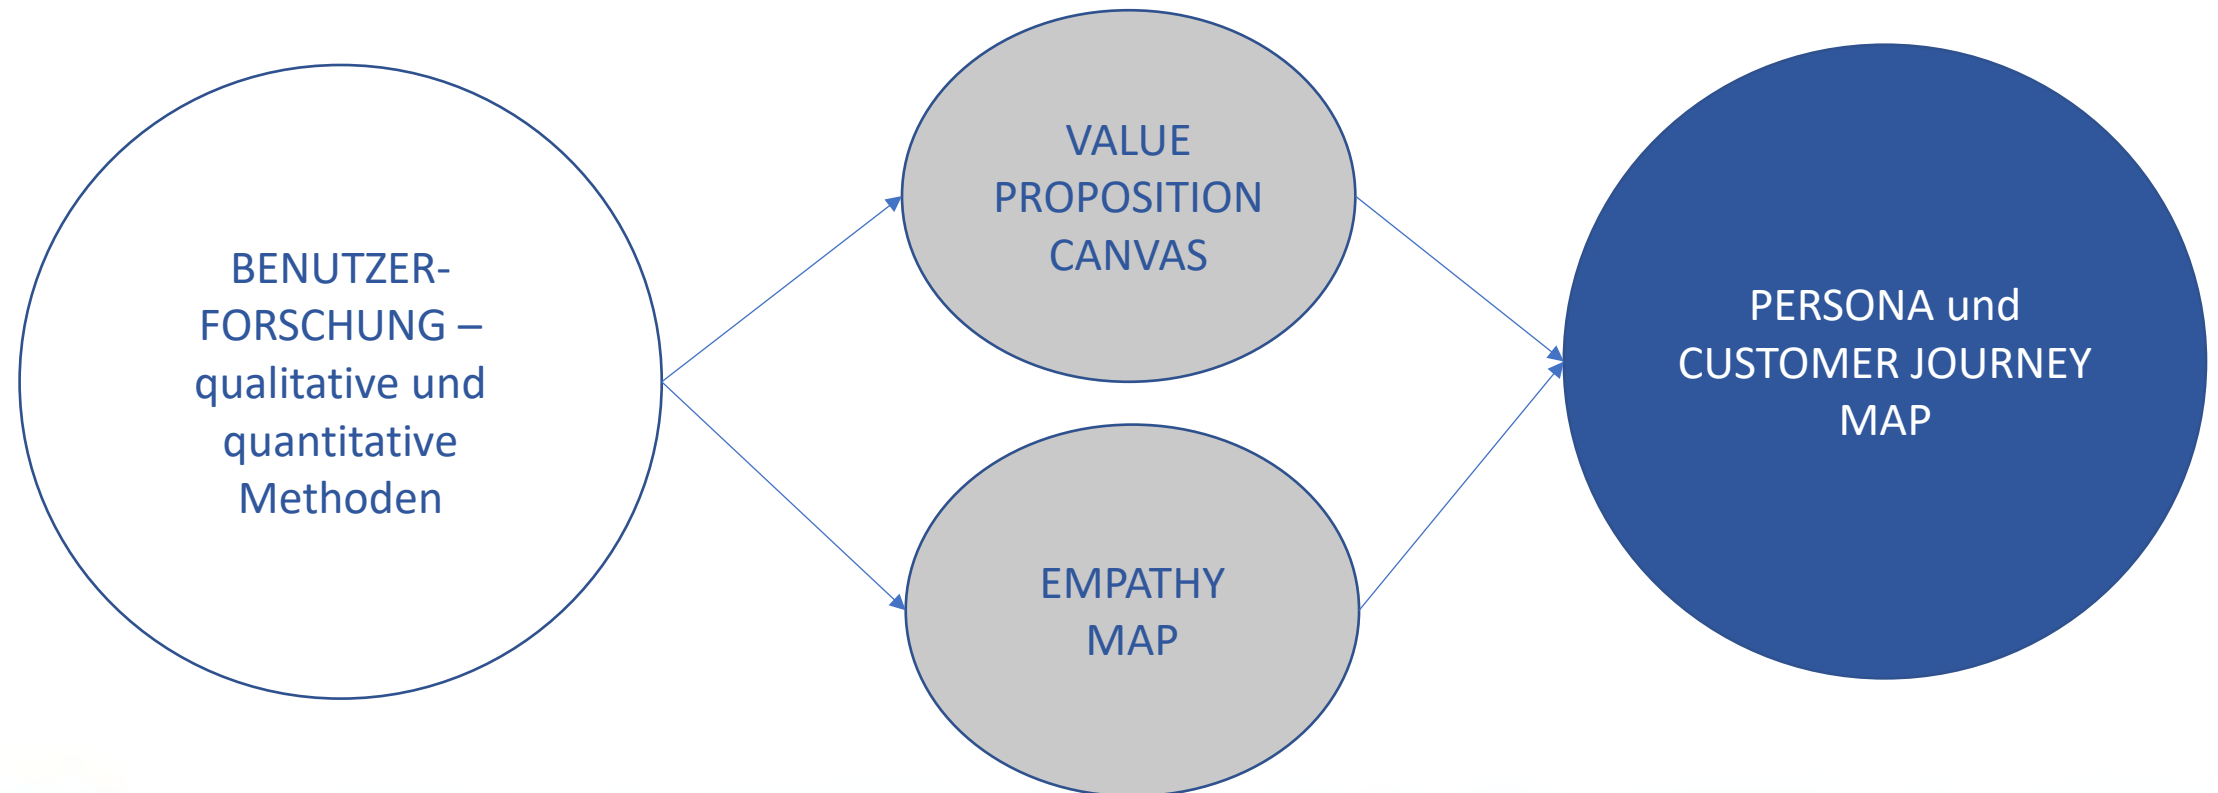 BENUTZER-
FORSCHUNG –
qualitative und
quantitative
Methoden
VALUE
PROPOSITION
CANVAS
EMPATHY
MAP
PERSONA und
CUSTOMER JOURNEY
MAP